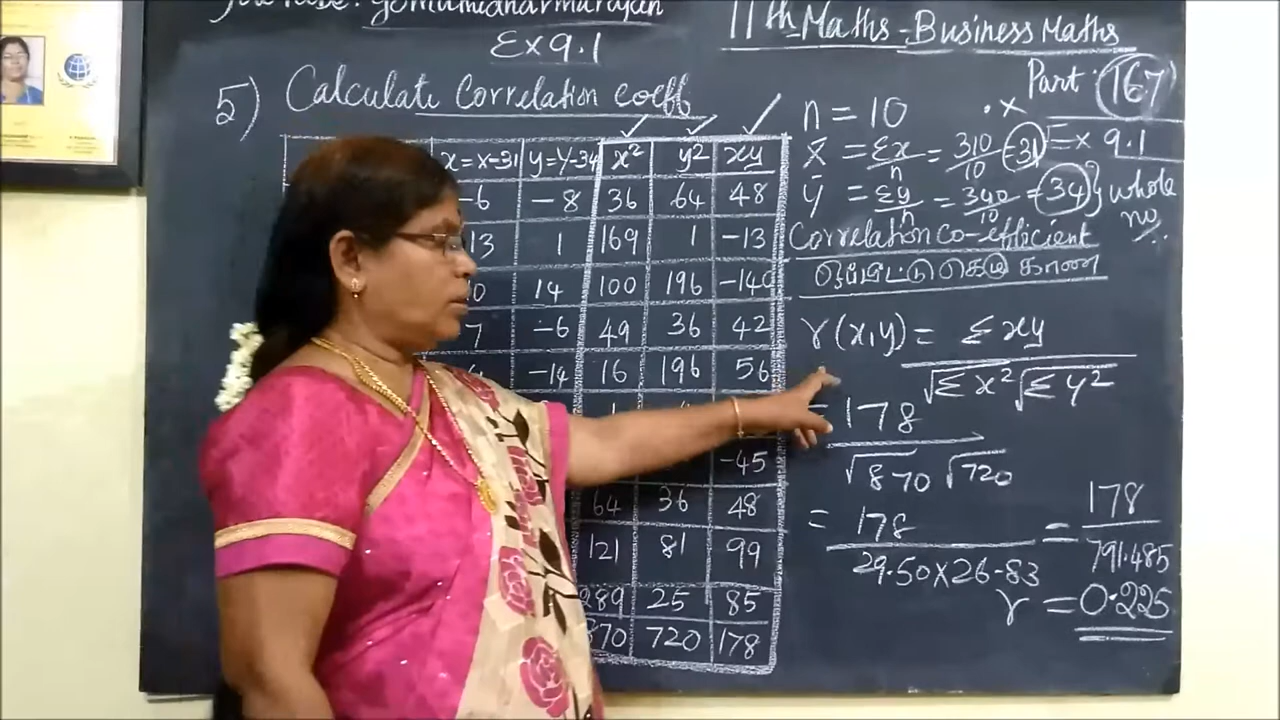 Ex 9.1
11th Maths - Business Maths
Part: 167
Ex 9.1
5) Calculate Correlation coeff
x=x-31 y=y-34 x² y² xy
-6 -8 36 64 48
13 1 169 1 -13
0 14 100 196 -140
7 -6 49 36 42
-14 16 196 56
-45
64 36 48
121 81 99
289 25 85
870 720 178
n = 10 . x
x̄ = Σx/n = 310/10 = 31
ȳ = Σy/n = 340/10 = 34 } whole no.
Correlation co-efficient
ஒப்பீட்டு கெழு காண
r(x,y) = Σxy / √Σx² √Σy²
= 178 / √870 √720
= 178 / 29.50×26.83 = 178 / 791.485
r = 0.225